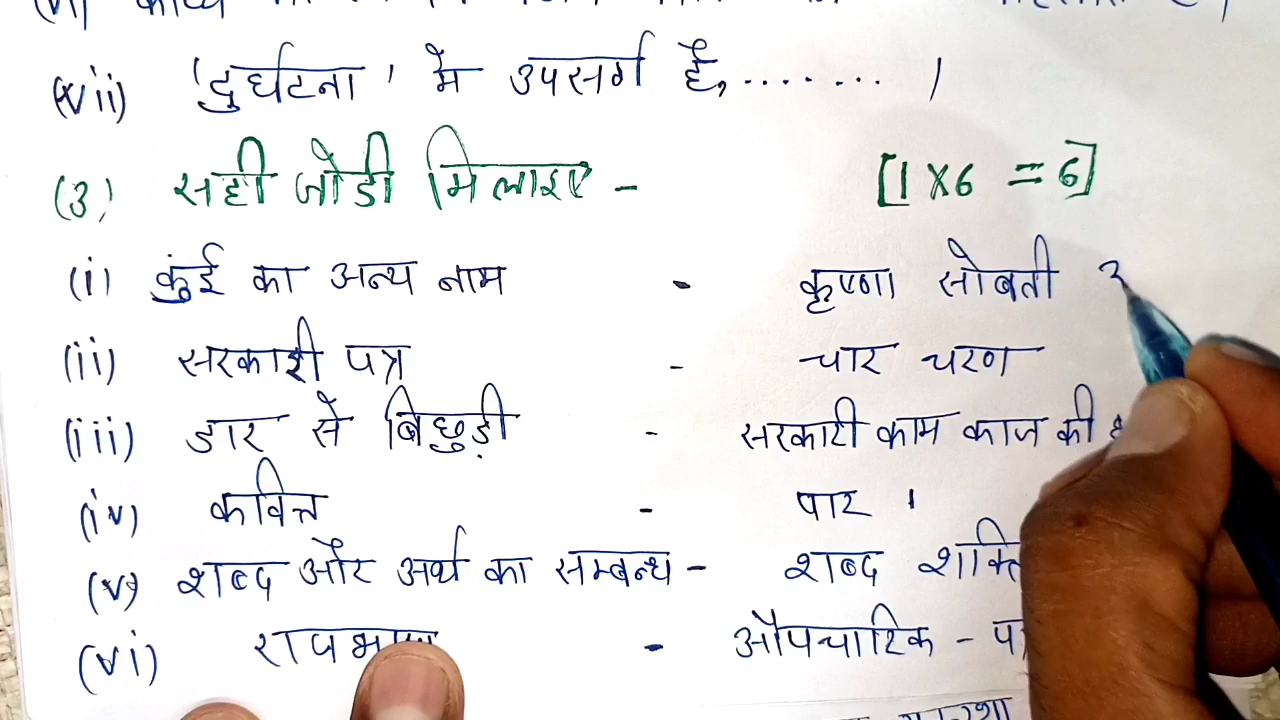 (vii) 'दुर्घटना' में उपसर्ग है, ........ ।
(3) सही जोडी मिलाइए - [1 X 6 = 6]
(i) कुंई का अन्य नाम - कृष्णा सोबती
(ii) सरकारी पत्र - चार चरण
(iii) डार से बिछुड़ी - सरकारी काम काज की
(iv) कवित्त - पार ।
(v) शब्द और अर्थ का सम्बन्ध - शब्द शक्ति
(vi) राजभाषा - औपचारिक - प